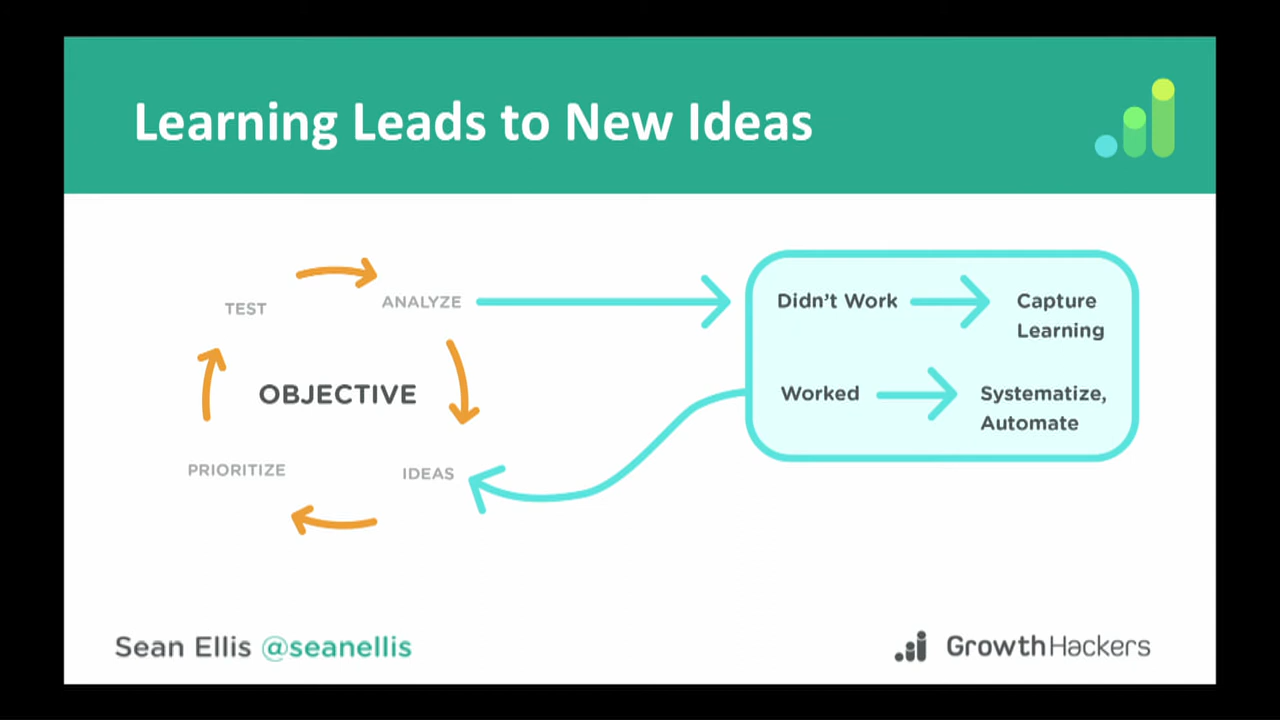 Learning Leads to New Ideas
TEST
ANALYZE
OBJECTIVE
PRIORITIZE
IDEAS
Didn't Work
Capture
Learning
Worked
Systematize,
Automate
Sean Ellis @seanellis
GrowthHackers